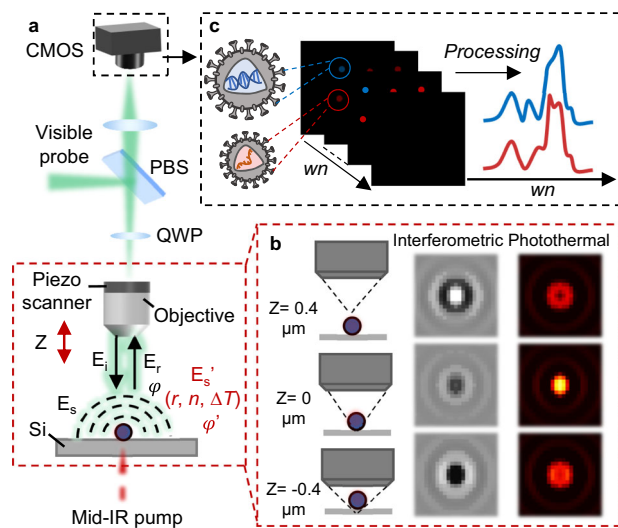 a
CMOS
Visible
probe
PBS
QWP
Piezo
scanner
Objective
Z
Ei
Er
φ
Es'
(r, n, ΔT)
φ'
Es
Si
Mid-IR pump
c
Processing
wn
wn
b
Interferometric Photothermal
Z= 0.4
µm
Z= 0
µm
Z= -0.4
µm